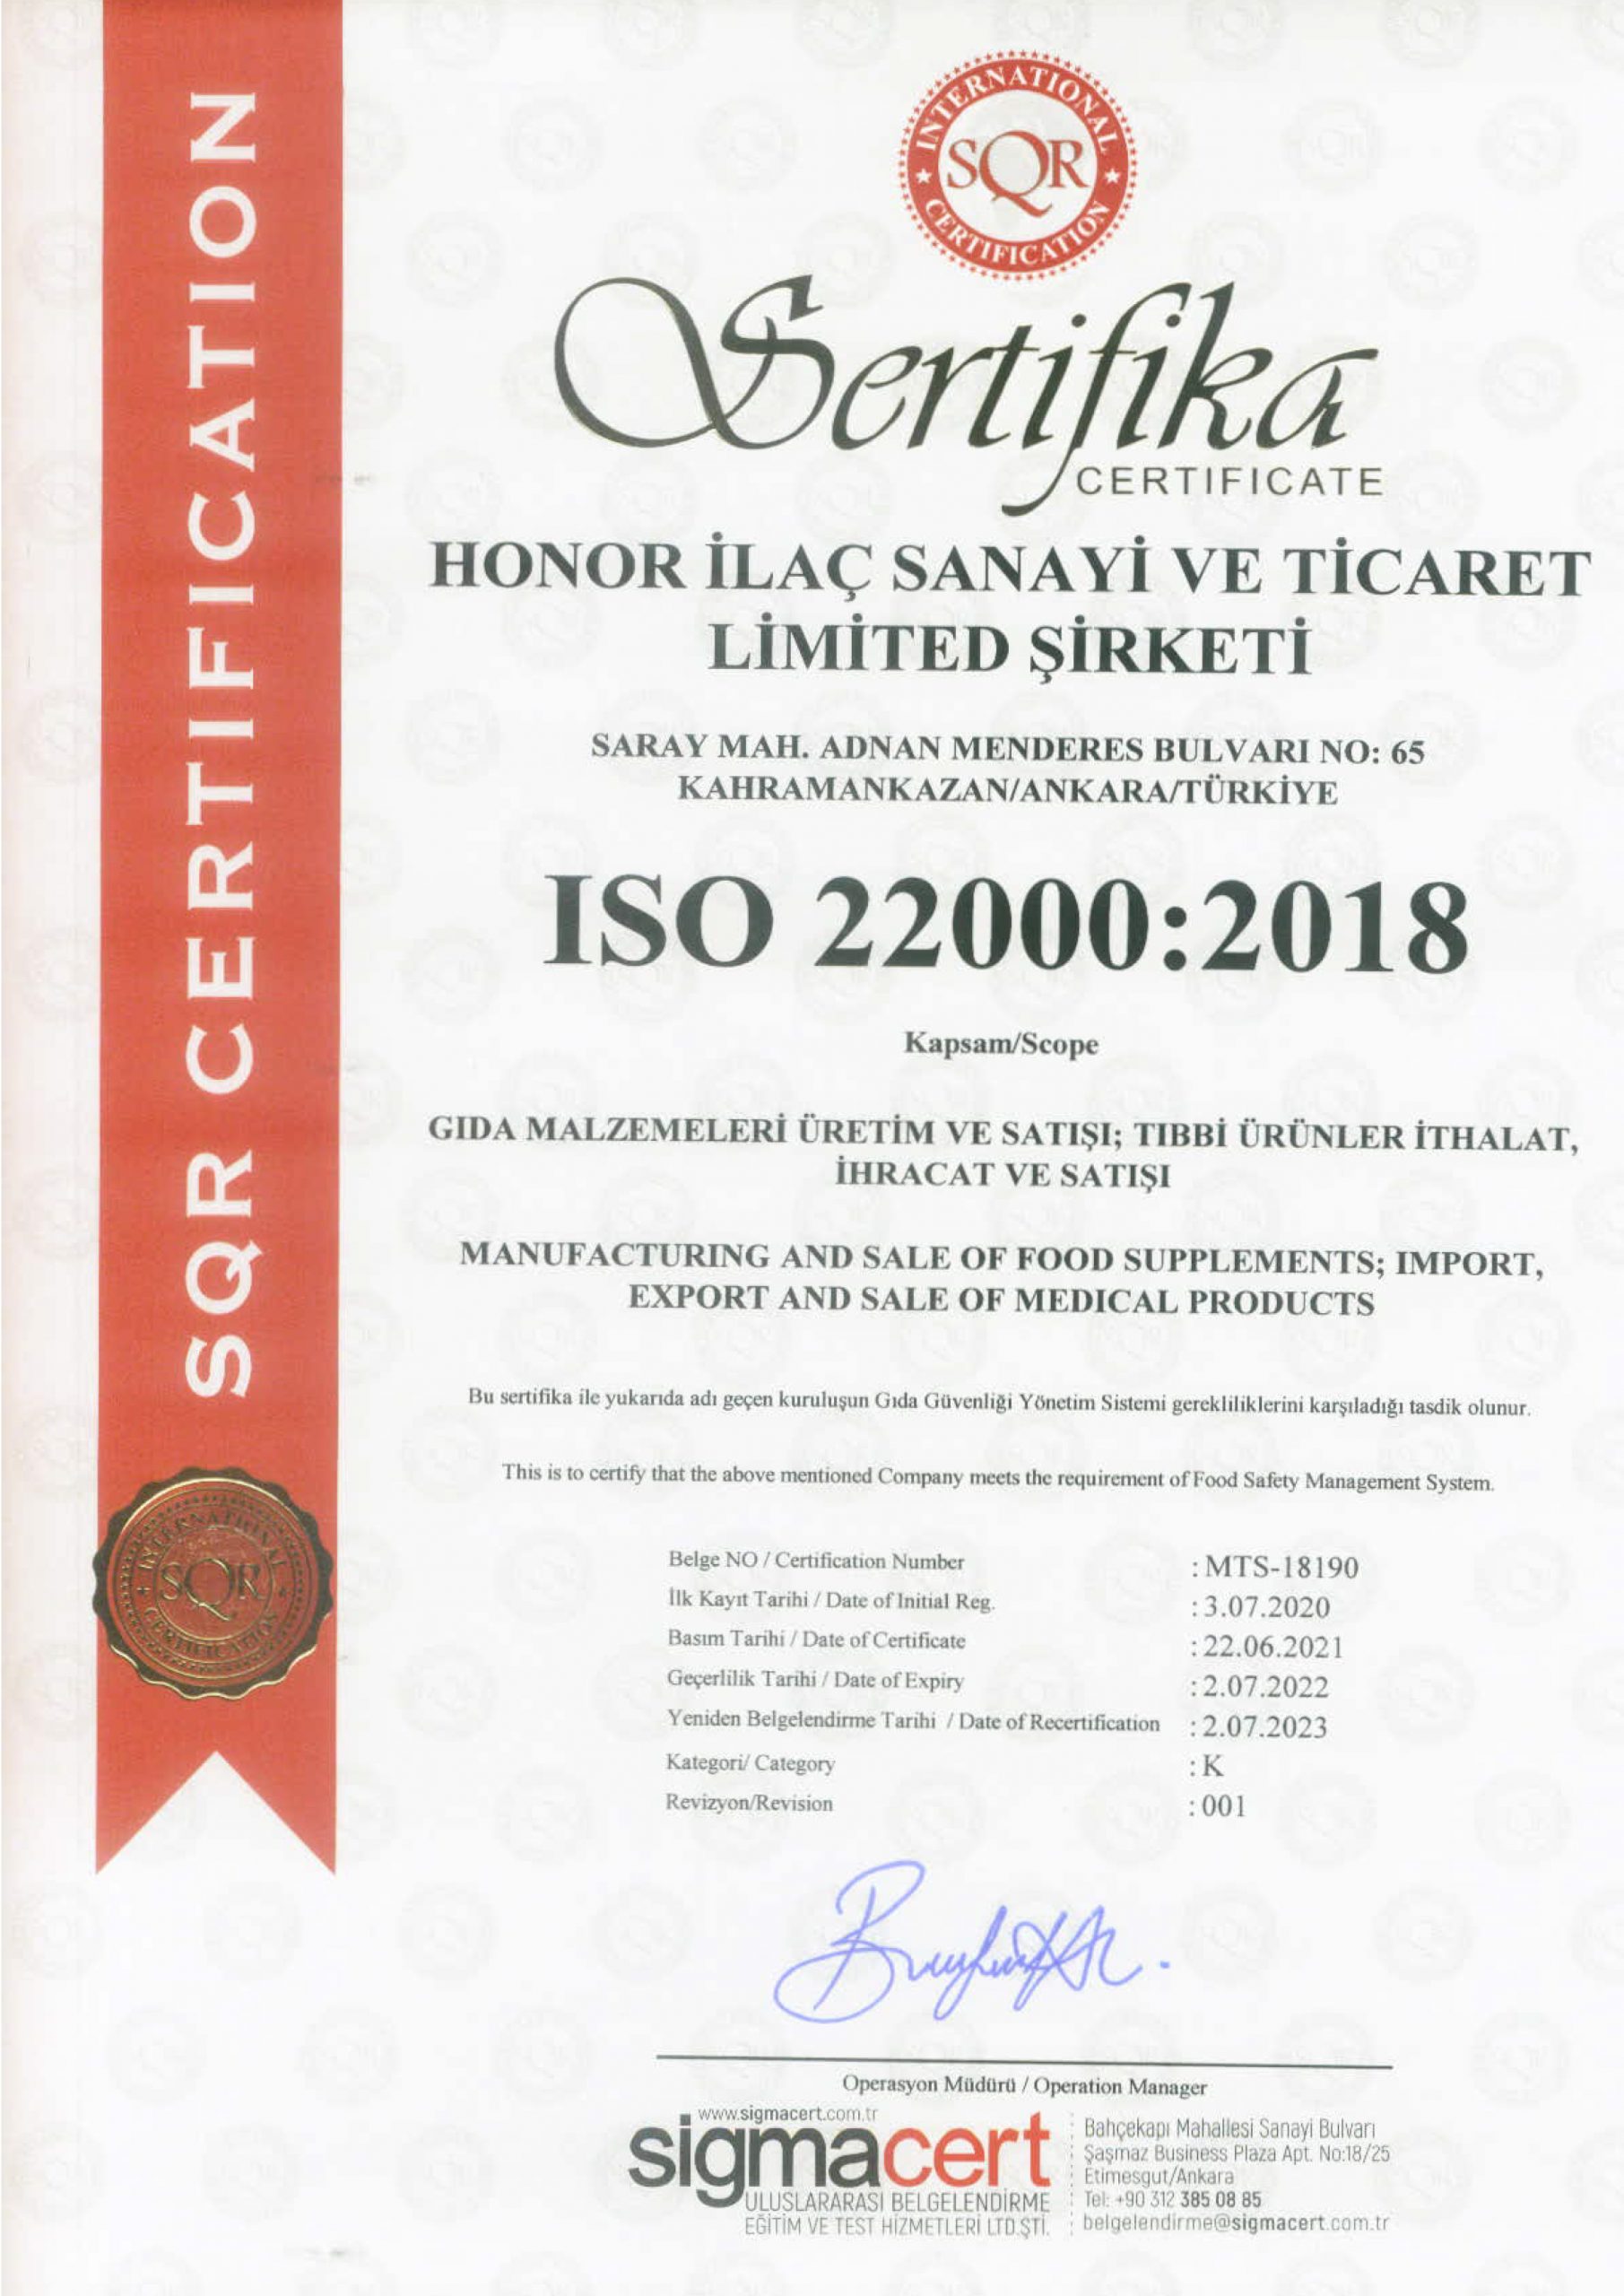 SQR CERTIFICATION
INTERNATIONAL
SQR
CERTIFICATION
Sertifika
CERTIFICATE
HONOR İLAÇ SANAYİ VE TİCARET
LİMİTED ŞİRKETİ
SARAY MAH. ADNAN MENDERES BULVARI NO: 65
KAHRAMANKAZAN/ANKARA/TÜRKİYE
ISO 22000:2018
Kapsam/Scope
GIDA MALZEMELERİ ÜRETİM VE SATIŞI; TIBBİ ÜRÜNLER İTHALAT,
İHRACAT VE SATIŞI
MANUFACTURING AND SALE OF FOOD SUPPLEMENTS; IMPORT,
EXPORT AND SALE OF MEDICAL PRODUCTS
Bu sertifika ile yukarıda adı geçen kuruluşun Gıda Güvenliği Yönetim Sistemi gerekliliklerini karşıladığı tasdik olunur.
This is to certify that the above mentioned Company meets the requirement of Food Safety Management System.
INTERNATIONAL
SQR
CERTIFICATION
Belge NO / Certification Number : MTS-18190
İlk Kayıt Tarihi / Date of Initial Reg. : 3.07.2020
Basım Tarihi / Date of Certificate : 22.06.2021
Geçerlilik Tarihi / Date of Expiry : 2.07.2022
Yeniden Belgelendirme Tarihi / Date of Recertification : 2.07.2023
Kategori/ Category : K
Revizyon/Revision : 001
Operasyon Müdürü / Operation Manager
www.sigmacert.com.tr
sigmacert
ULUSLARARASI BELGELENDİRME
EĞİTİM VE TEST HİZMETLERİ LTD.ŞTİ.
Bahçekapı Mahallesi Sanayi Bulvarı
Şaşmaz Business Plaza Apt. No:18/25
Etimesgut/Ankara
Tel: +90 312 385 08 85
belgelendirme@sigmacert.com.tr